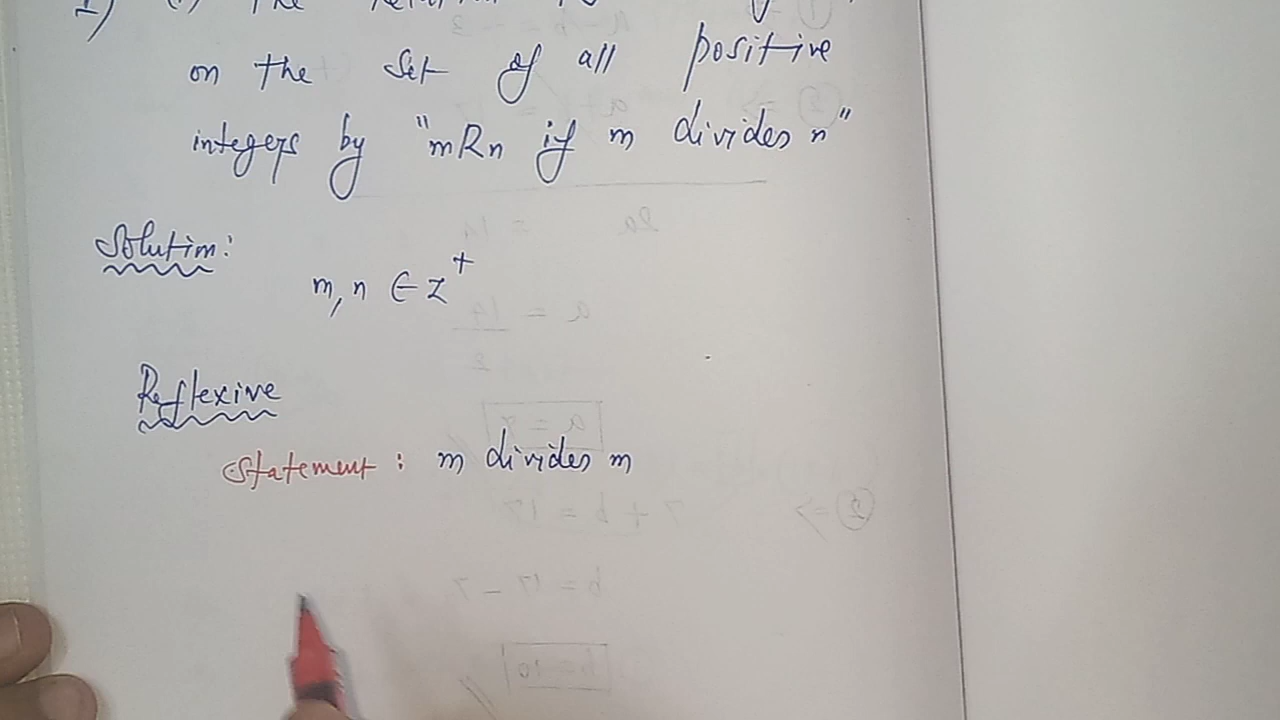 on the set of all positive
integers by "mRn if m divides n"
Solution:
m, n ∈ Z⁺
Reflexive
Statement : m divides m